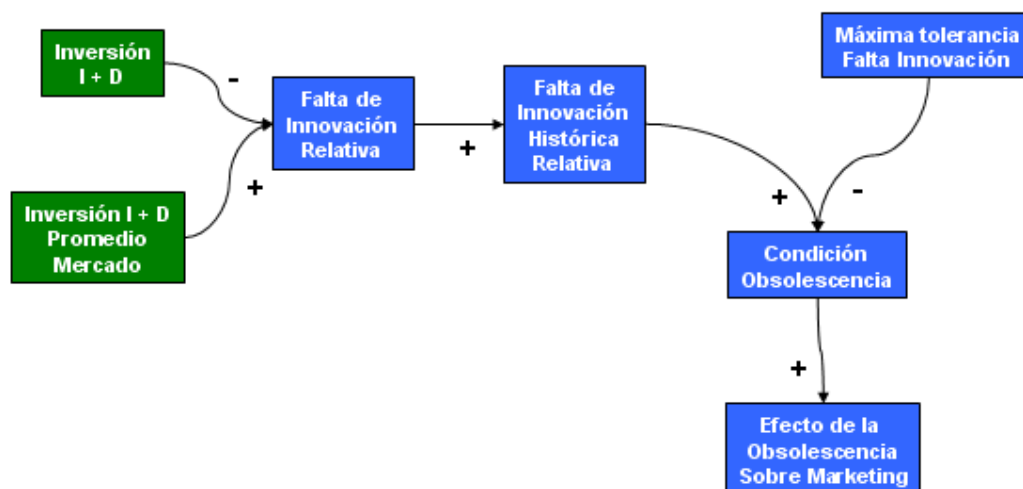 Inversión
I + D
-
Máxima tolerancia
Falta Innovación
Falta de
Innovación
Relativa
+
Falta de
Innovación
Histórica
Relativa
+
-
+
Inversión I + D
Promedio
Mercado
Condición
Obsolescencia
+
Efecto de la
Obsolescencia
Sobre Marketing